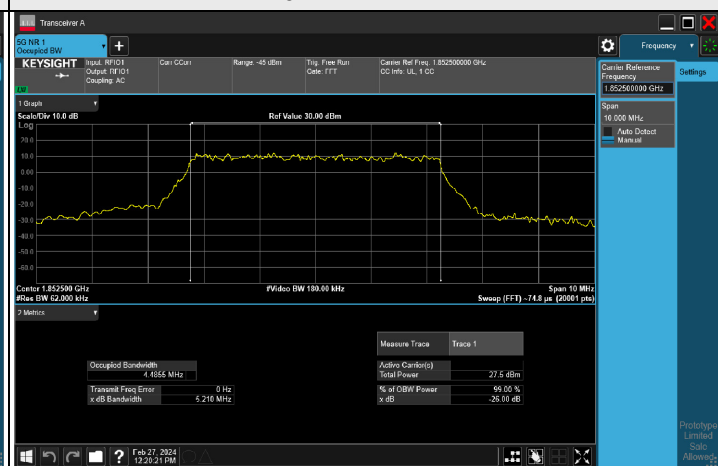 Transceiver A
5G NR 1
Occupied BW
Frequency
KEYSIGHT
Input: RFIO1
Output: RFIO1
Coupling: AC
Corr CCorr
Range: -45 dBm
Trig: Free Run
Gate: FFT
Carrier Ref Freq: 1.852500000 GHz
CC Info: UL, 1 CC
Carrier Reference
Frequency
1.852500000 GHz
Settings
Span
10.000 MHz
Auto Detect
Manual
1 Graph
Scale/Div 10.0 dB
Ref Value 30.00 dBm
Log
20.0
10.0
0.00
-10.0
-20.0
-30.0
-40.0
-50.0
-60.0
Center 1.852500 GHz
#Video BW 180.00 kHz
Span 10 MHz
#Res BW 62.000 kHz
Sweep (FFT) ~74.8 µs (20001 pts)
2 Metrics
Measure Trace
Trace 1
Occupied Bandwidth
4.4855 MHz
Active Carrier(s)
Total Power
27.5 dBm
Transmit Freq Error
0 Hz
% of OBW Power
99.00 %
x dB Bandwidth
5.210 MHz
x dB
-26.00 dB
Prototype
Limited
Sale
Allowed
Feb 27, 2024
12:20:21 PM